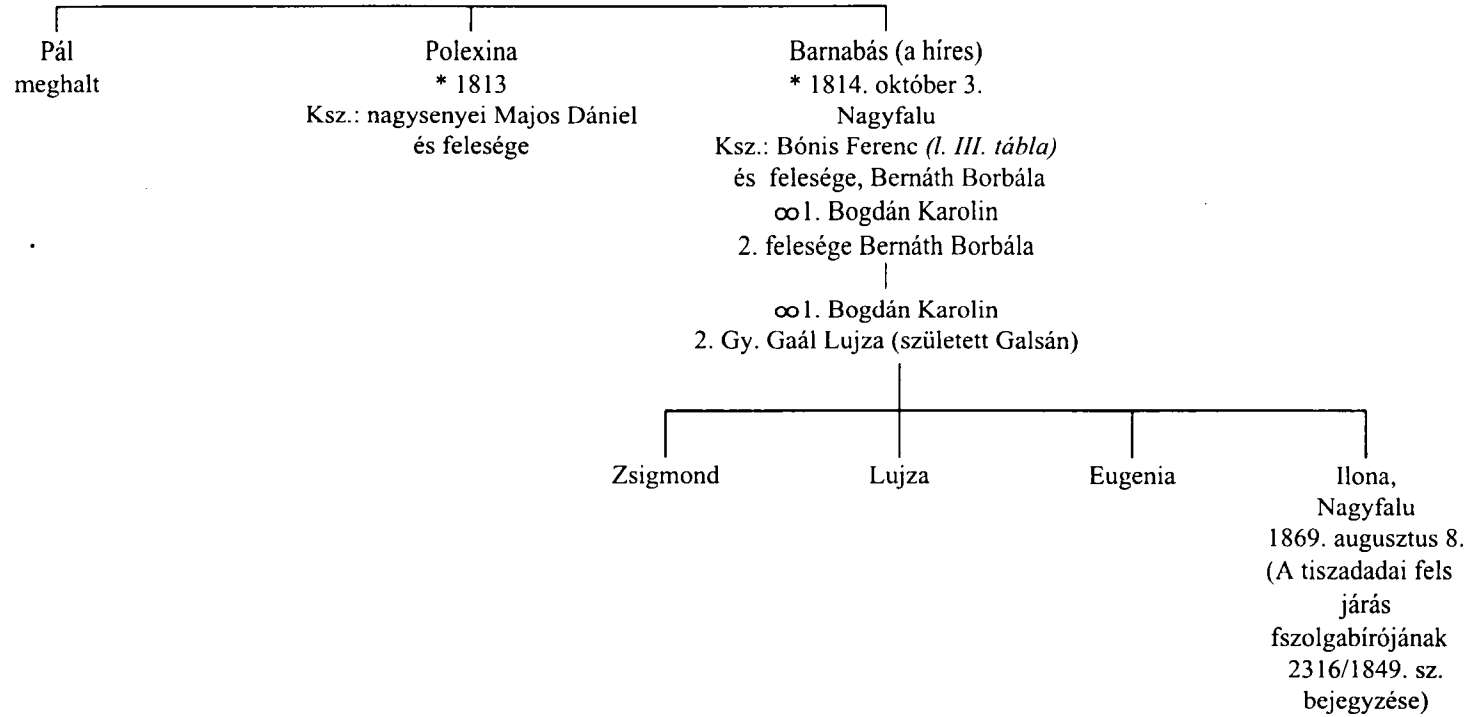 Pál
meghalt
Polexina
* 1813
Ksz.: nagysenyei Majos Dániel
és felesége
Barnabás (a híres)
* 1814. október 3.
Nagyfalu
Ksz.: Bónis Ferenc (l. III. tábla)
és felesége, Bernáth Borbála
∞1. Bogdán Karolin
2. felesége Bernáth Borbála
∞1. Bogdán Karolin
2. Gy. Gaál Lujza (született Galsán)
Zsigmond
Lujza
Eugenia
Ilona,
Nagyfalu
1869. augusztus 8.
(A tiszadadai fels
járás
fszolgabírójának
2316/1849. sz.
bejegyzése)